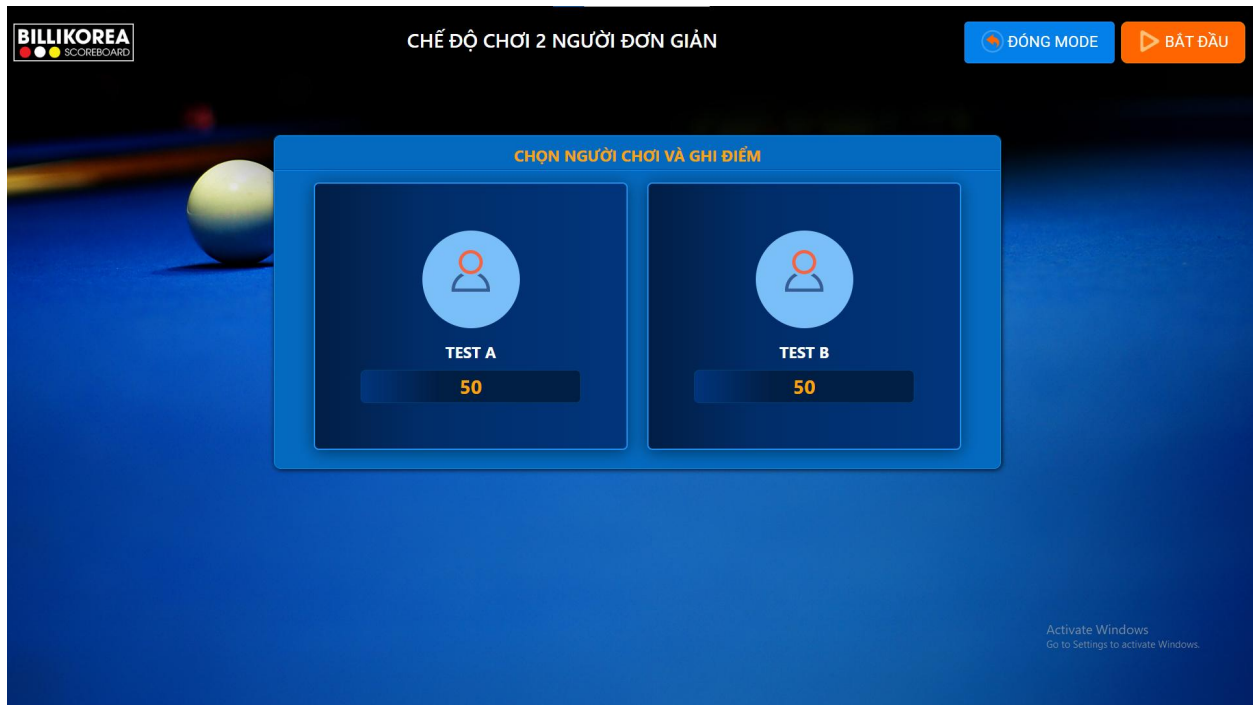 BILLIKOREA
SCOREBOARD
CHẾ ĐỘ CHƠI 2 NGƯỜI ĐƠN GIẢN
ĐÓNG MODE
BẮT ĐẦU
CHỌN NGƯỜI CHƠI VÀ GHI ĐIỂM
TEST A
TEST B
50
50
Activate Windows
Go to Settings to activate Windows.